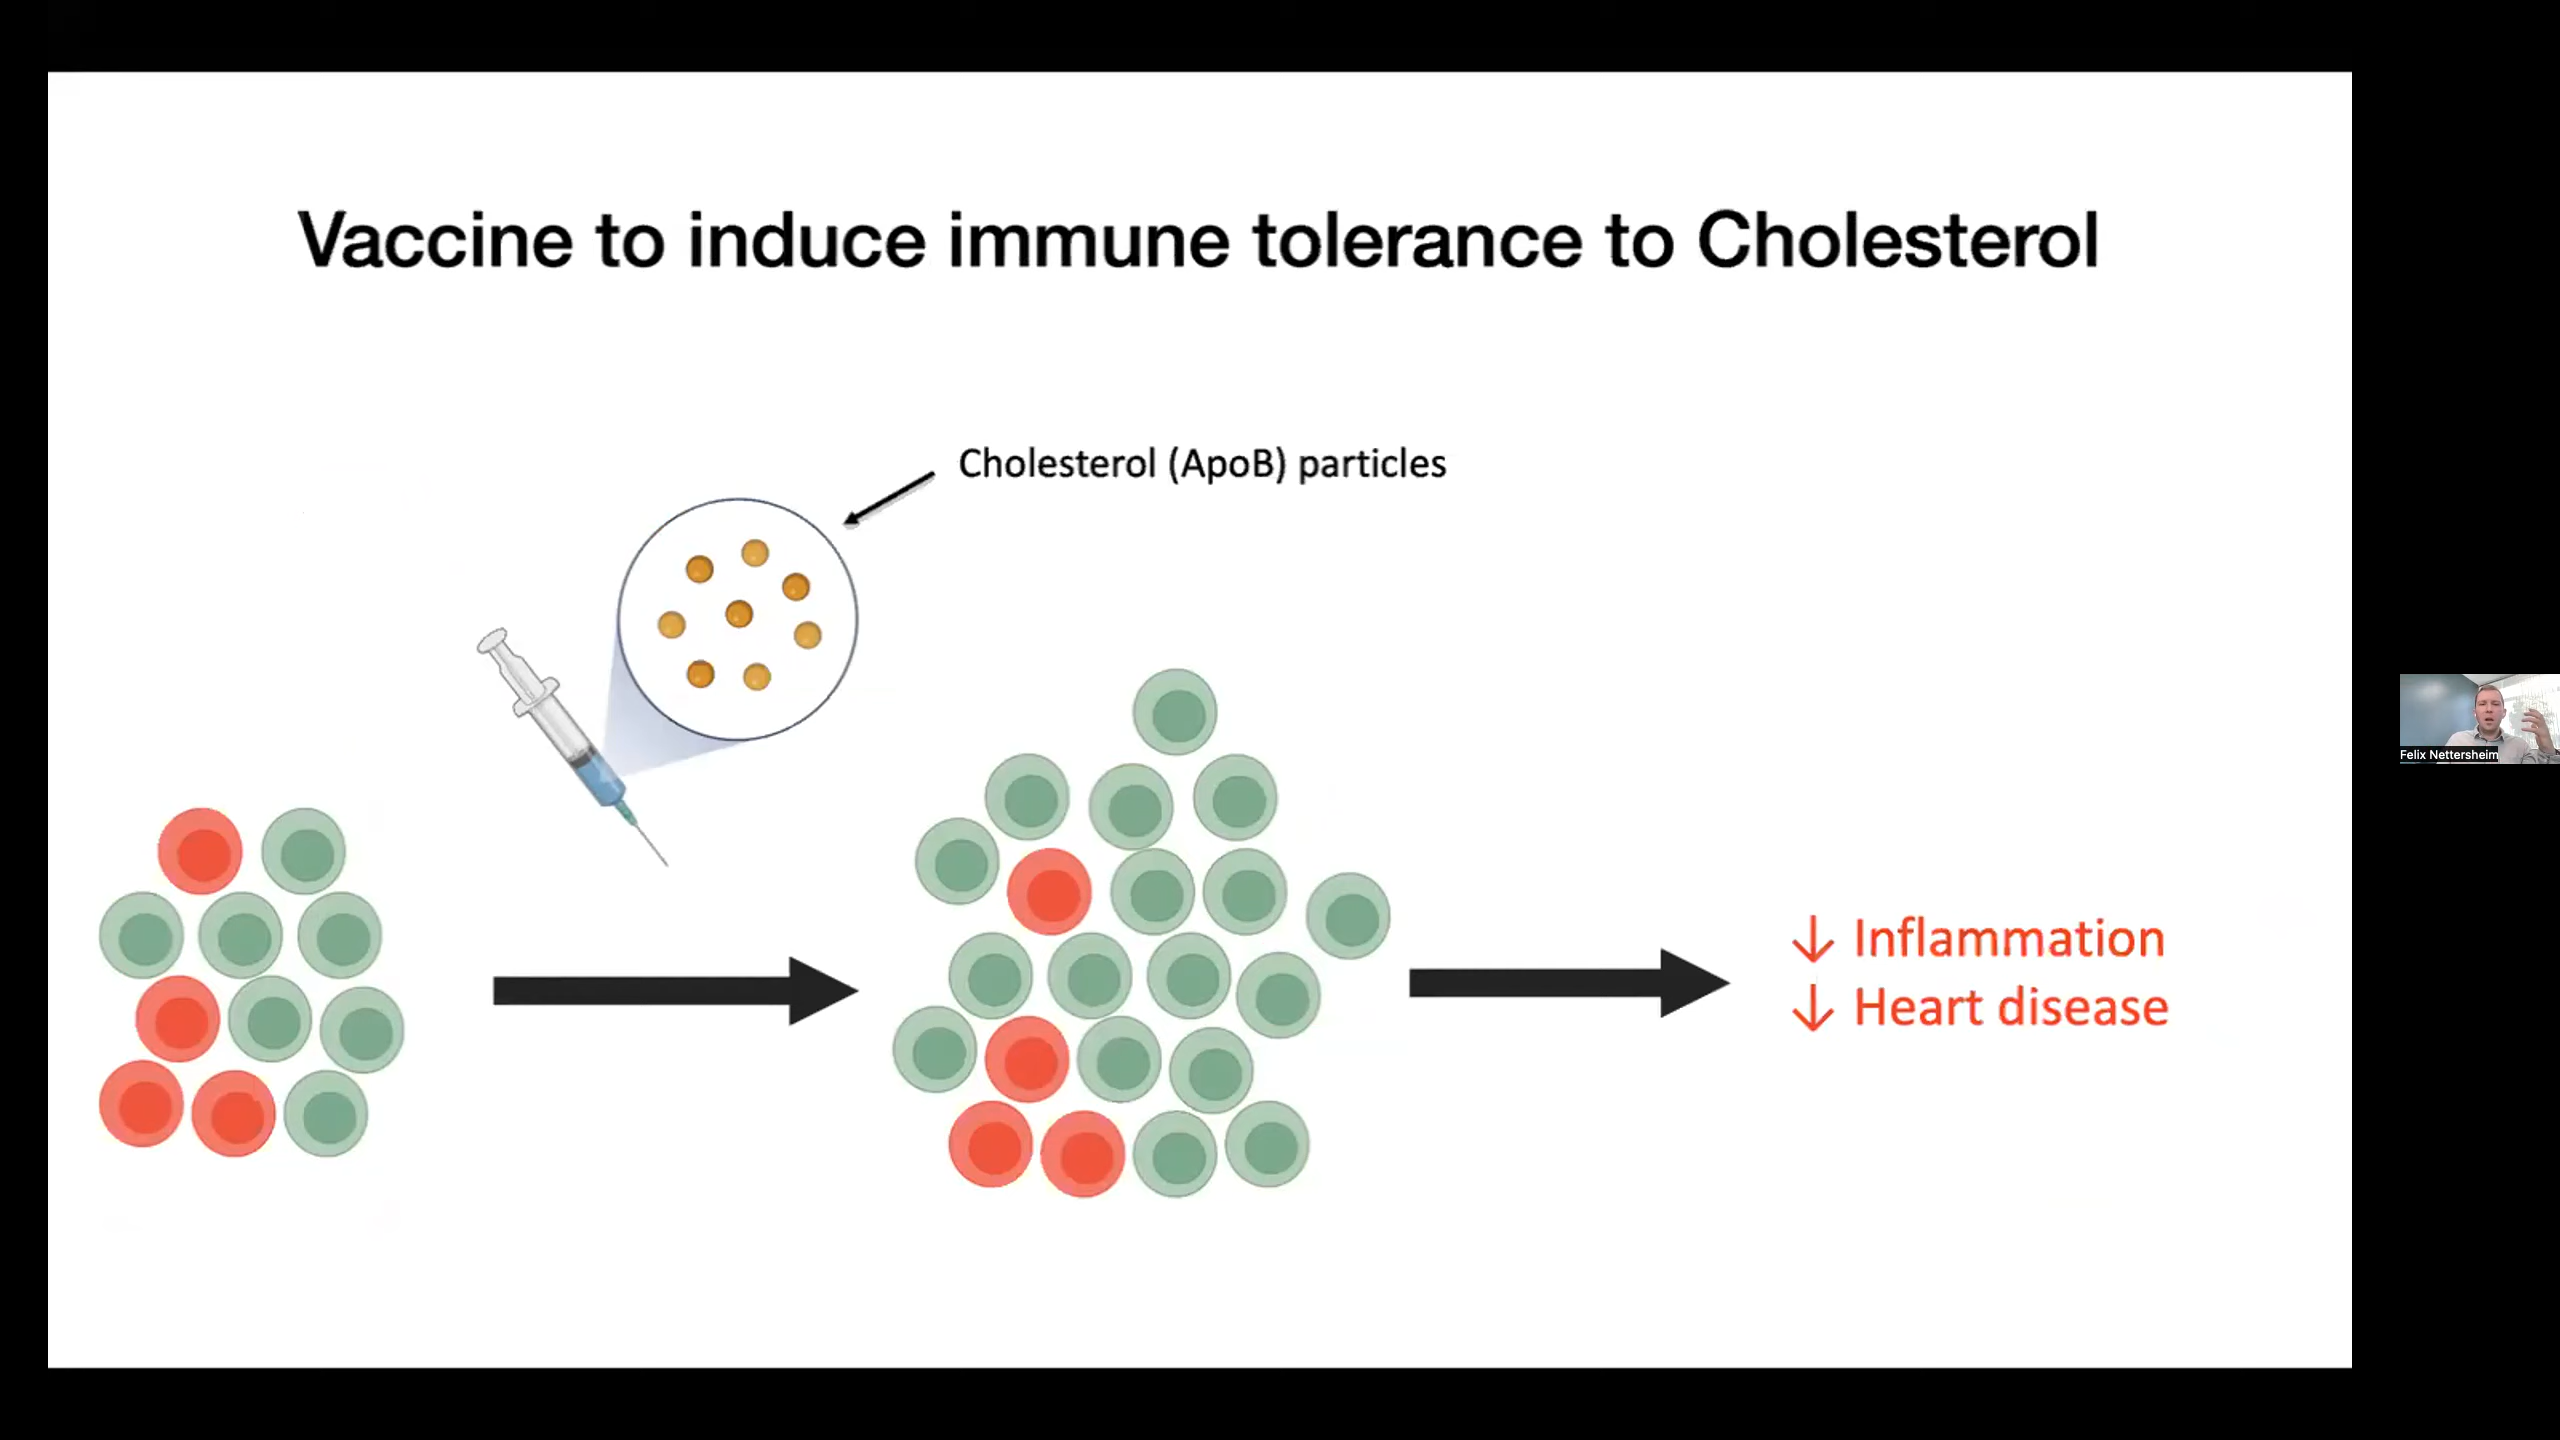 Vaccine to induce immune tolerance to Cholesterol
Cholesterol (ApoB) particles
↓ Inflammation
↓ Heart disease
Felix Nettersheim